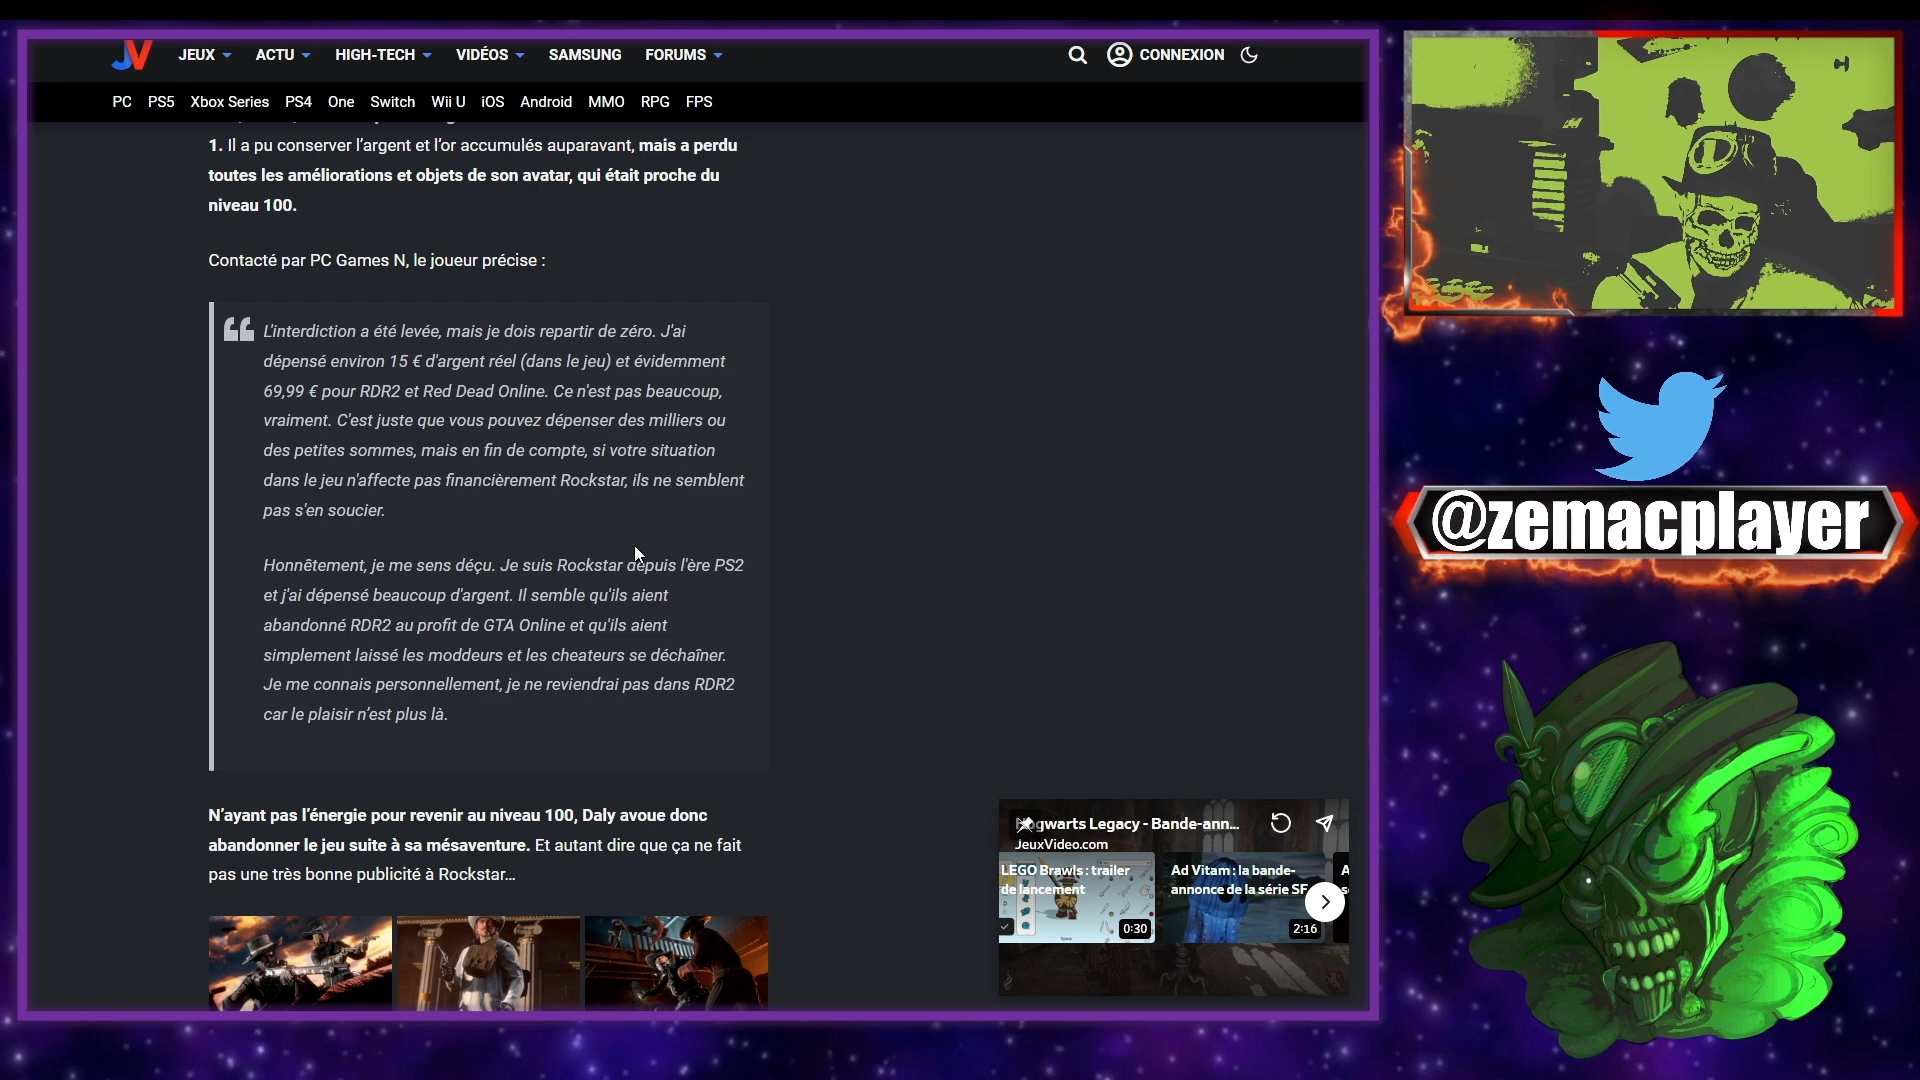 JV JEUX ACTU HIGH-TECH VIDÉOS SAMSUNG FORUMS CONNEXION
PC PS5 Xbox Series PS4 One Switch Wii U iOS Android MMO RPG FPS
1. Il a pu conserver l’argent et l’or accumulés auparavant, mais a perdu
toutes les améliorations et objets de son avatar, qui était proche du
niveau 100.
Contacté par PC Games N, le joueur précise :
L'interdiction a été levée, mais je dois repartir de zéro. J'ai
dépensé environ 15 € d'argent réel (dans le jeu) et évidemment
69,99 € pour RDR2 et Red Dead Online. Ce n'est pas beaucoup,
vraiment. C'est juste que vous pouvez dépenser des milliers ou
des petites sommes, mais en fin de compte, si votre situation
dans le jeu n'affecte pas financièrement Rockstar, ils ne semblent
pas s'en soucier.
Honnêtement, je me sens déçu. Je suis Rockstar depuis l'ère PS2
et j'ai dépensé beaucoup d'argent. Il semble qu'ils aient
abandonné RDR2 au profit de GTA Online et qu'ils aient
simplement laissé les moddeurs et les cheateurs se déchaîner.
Je me connais personnellement, je ne reviendrai pas dans RDR2
car le plaisir n’est plus là.
N’ayant pas l’énergie pour revenir au niveau 100, Daly avoue donc
abandonner le jeu suite à sa mésaventure. Et autant dire que ça ne fait
pas une très bonne publicité à Rockstar...
gwarts Legacy - Bande-ann...
JeuxVideo.com
LEGO Brawls : trailer
de lancement
0:30
Ad Vitam : la bande-
annonce de la série SF
2:16
@zemacplayer